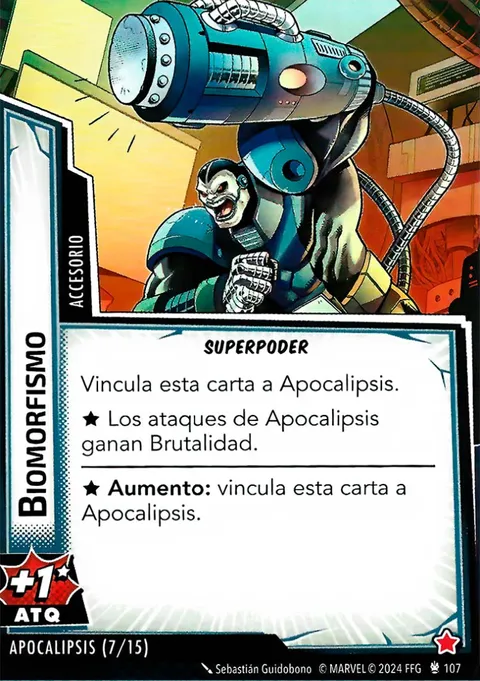 ACCESORIO
BIOMORFISMO
SUPERPODER
Vincula esta carta a Apocalipsis.
★ Los ataques de Apocalipsis
ganan Brutalidad.
★ Aumento: vincula esta carta a
Apocalipsis.
+1★
ATQ
APOCALIPSIS (7/15)
Sebastián Guidobono © MARVEL © 2024 FFG 107